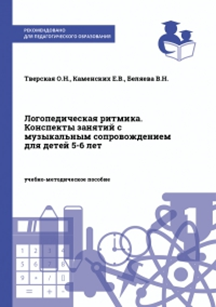 РЕКОМЕНДОВАНО
ДЛЯ ПЕДАГОГИЧЕСКОГО ОБРАЗОВАНИЯ
Тверская О.Н., Каменских Е.В., Беляева В.Н.
Логопедическая ритмика.
Конспекты занятий с
музыкальным сопровождением
для детей 5-6 лет
учебно-методическое пособие